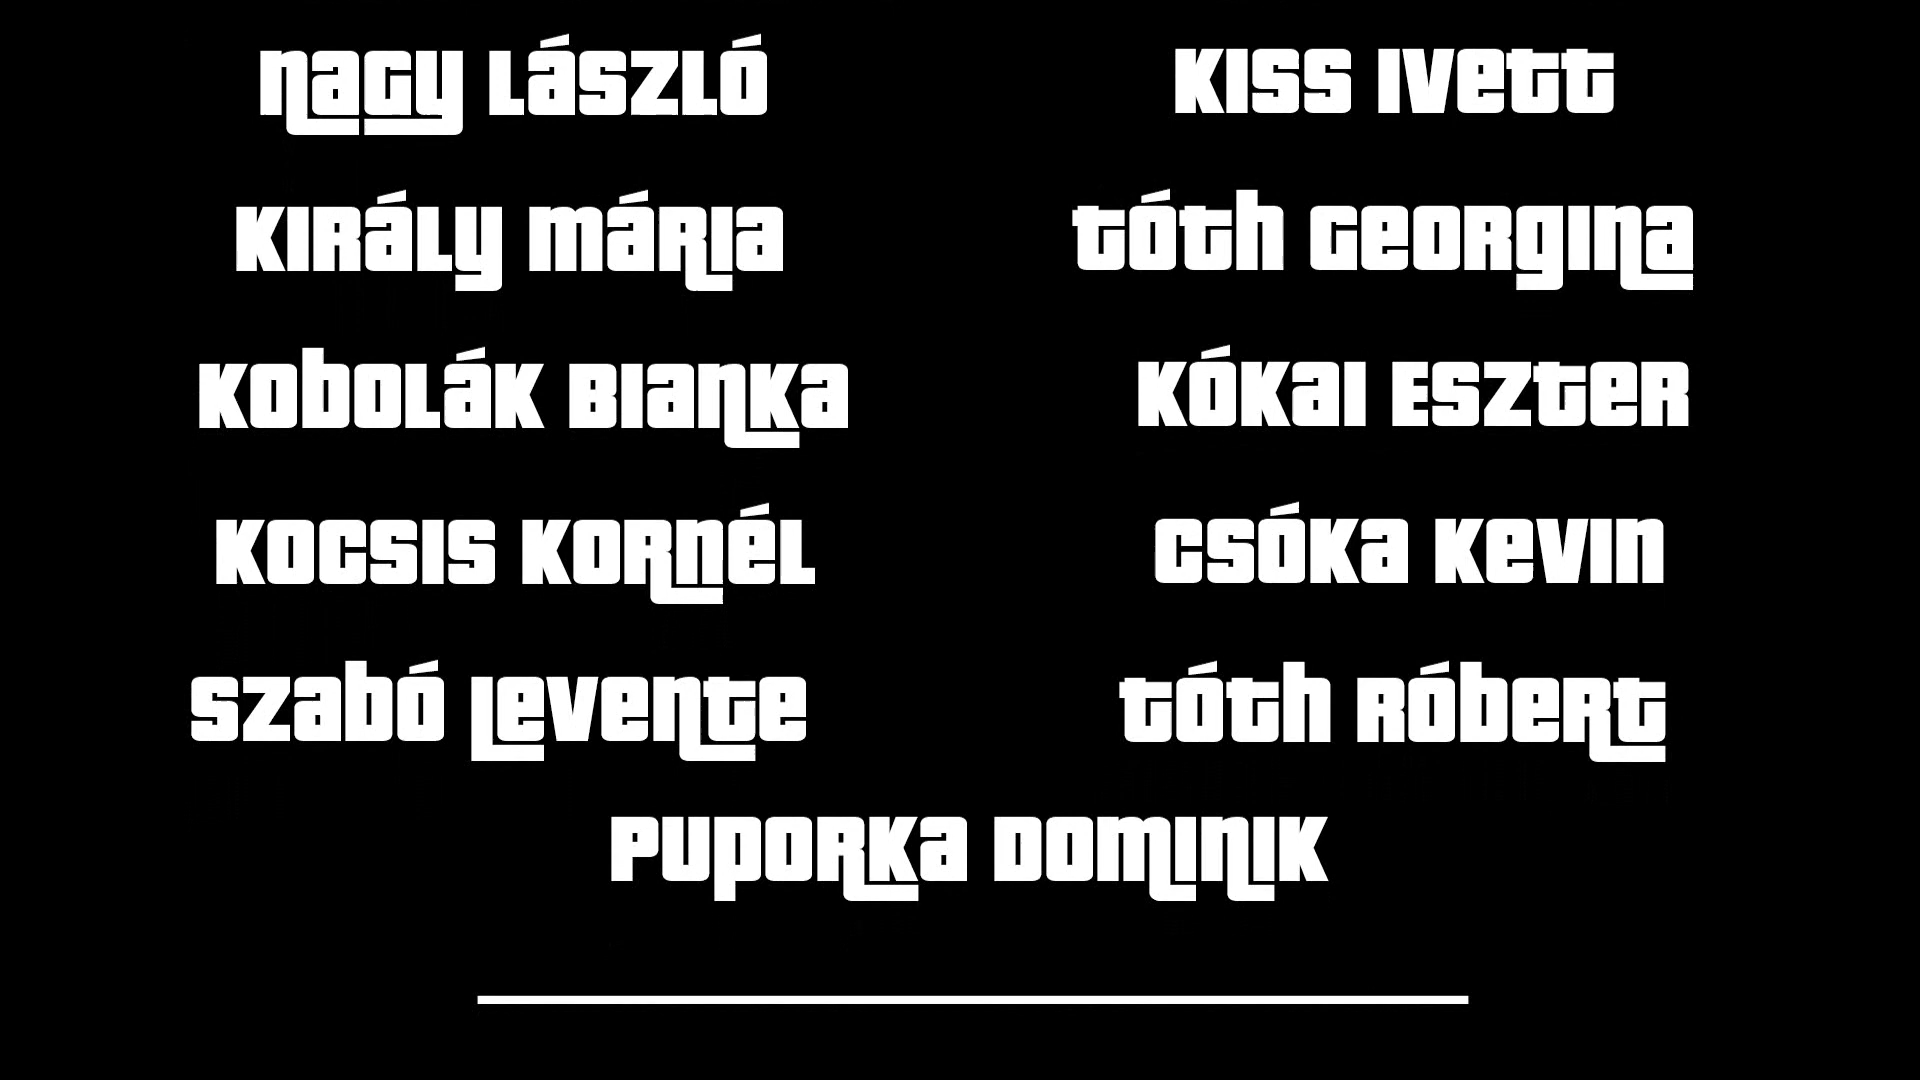 Nagy László
Kiss Ivett
Király Mária
Tóth Georgina
Kobolák Bianka
Kókai Eszter
Kocsis Kornél
Csóka Kevin
Szabó Levente
Tóth Róbert
Puporka Dominik